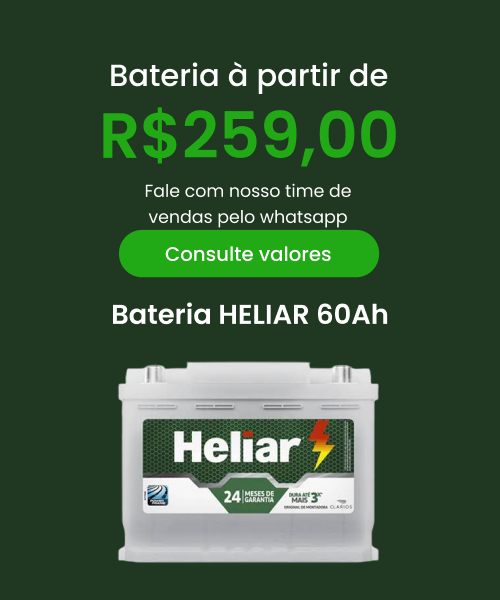 Bateria à partir de
R$259,00
Fale com nosso time de
vendas pelo whatsapp
Consulte valores
Bateria HELIAR 60Ah
Heliar
24 MESES DE GARANTIA
DURA ATÉ MAIS 3X*
ORIGINAL DE MONTADORA
CLARIOS